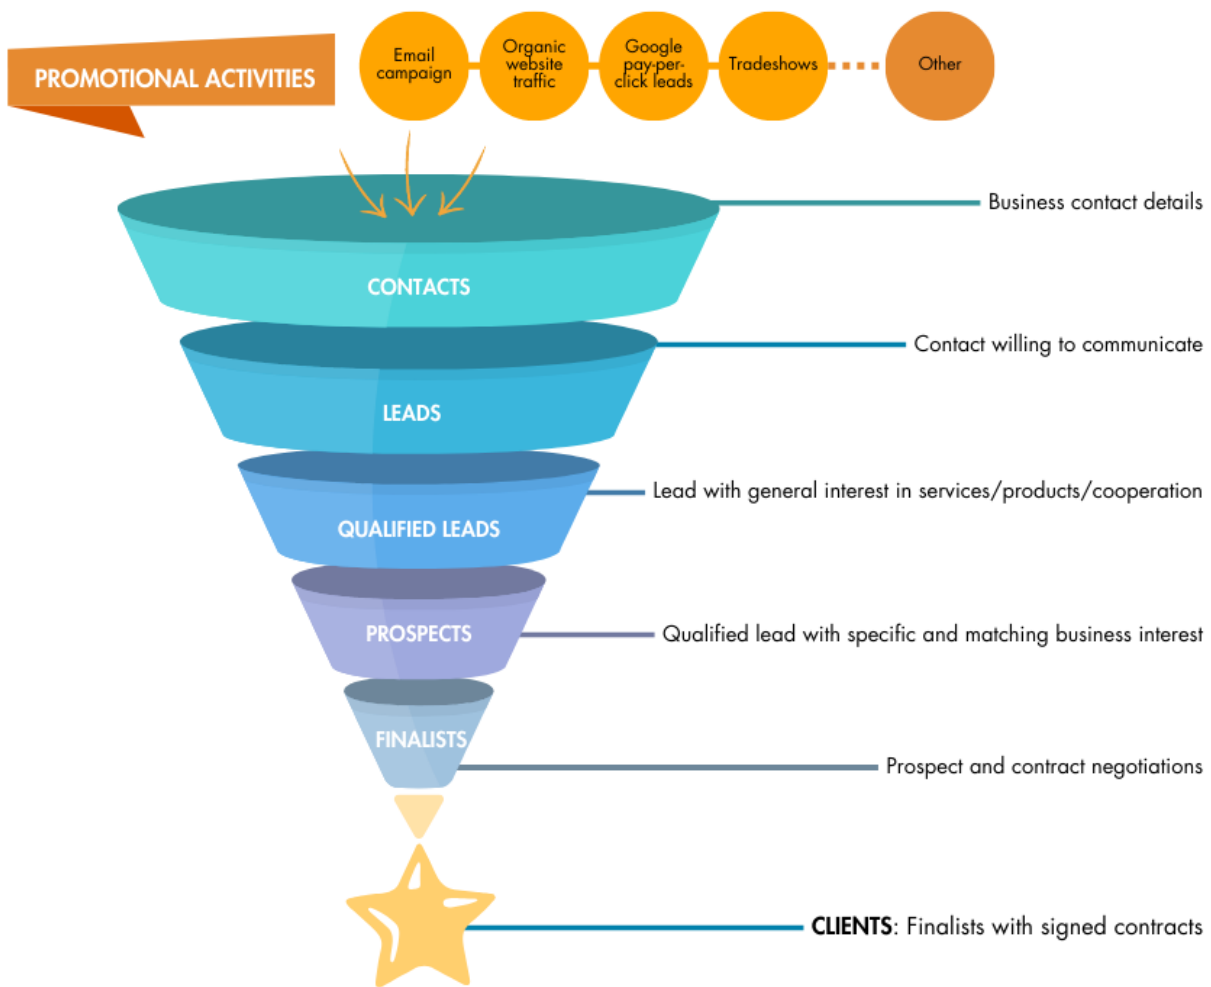 PROMOTIONAL ACTIVITIES
Email
campaign
Organic
website
traffic
Google
pay-per-
click leads
Tradeshows
Other
Business contact details
CONTACTS
Contact willing to communicate
LEADS
Lead with general interest in services/products/cooperation
QUALIFIED LEADS
PROSPECTS
Qualified lead with specific and matching business interest
FINALISTS
Prospect and contract negotiations
CLIENTS: Finalists with signed contracts